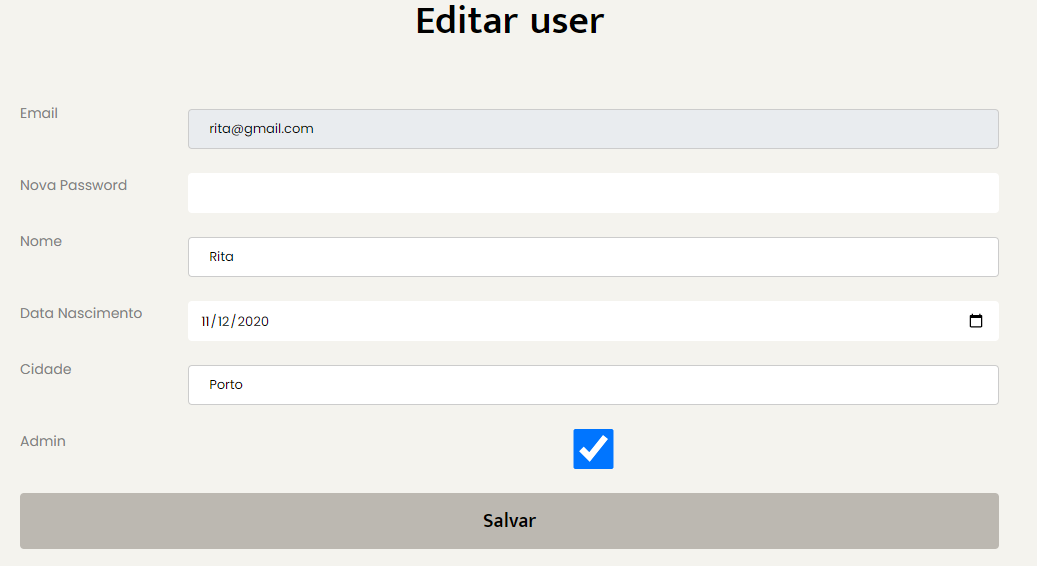 Editar user
Email
rita@gmail.com
Nova Password
Nome
Rita
Data Nascimento
11/12/2020
Cidade
Porto
Admin
Salvar